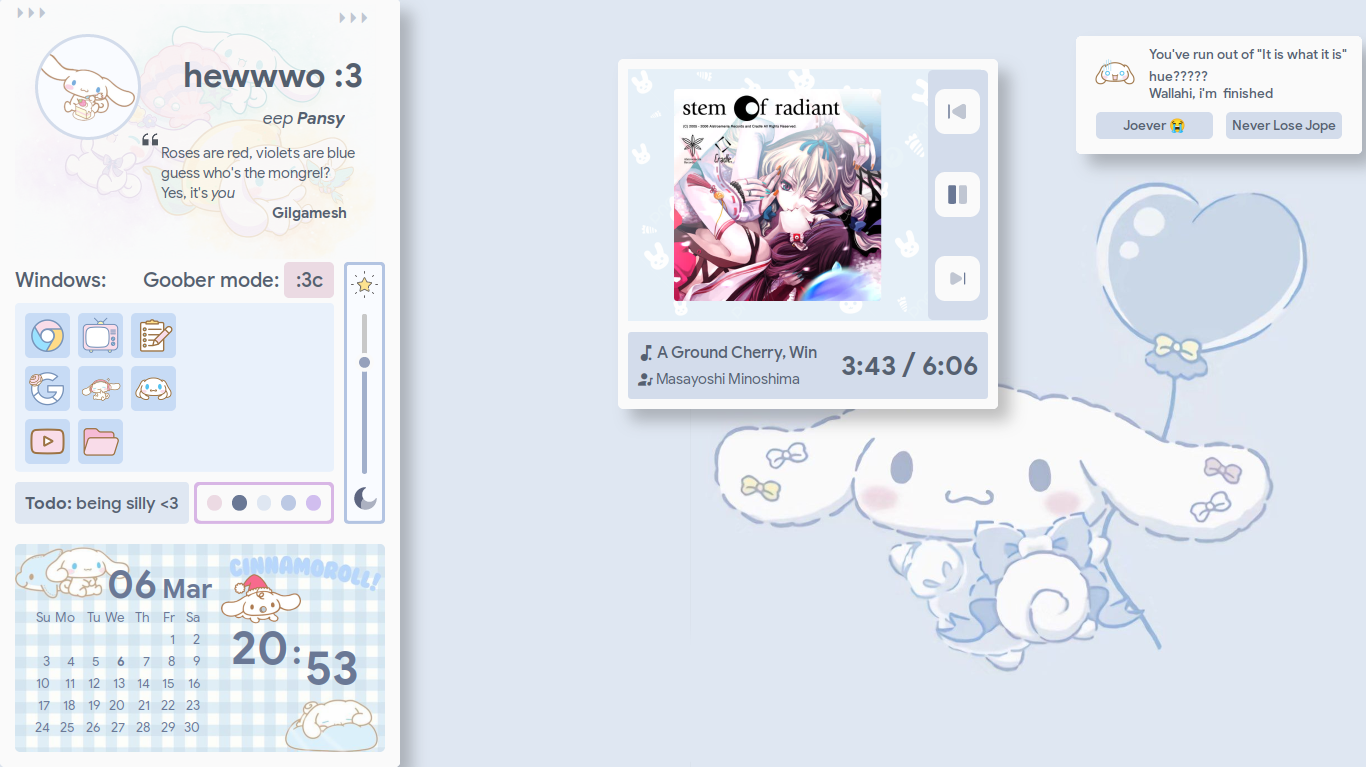 hewwwo :3
eep Pansy
Roses are red, violets are blue
guess who's the mongrel?
Yes, it's you
Gilgamesh
Windows:
Goober mode: :3c
Todo: being silly <3
CINNAMOROLL!
06 Mar
Su Mo Tu We Th Fr Sa
1 2
3 4 5 6 7 8 9
10 11 12 13 14 15 16
17 18 19 20 21 22 23
24 25 26 27 28 29 30
20:53
stem of radiant
Cradle
A Ground Cherry, Win
Masayoshi Minoshima
3:43 / 6:06
You've run out of "It is what it is"
hue?????
Wallahi, i'm finished
Joever 😭
Never Lose Jope